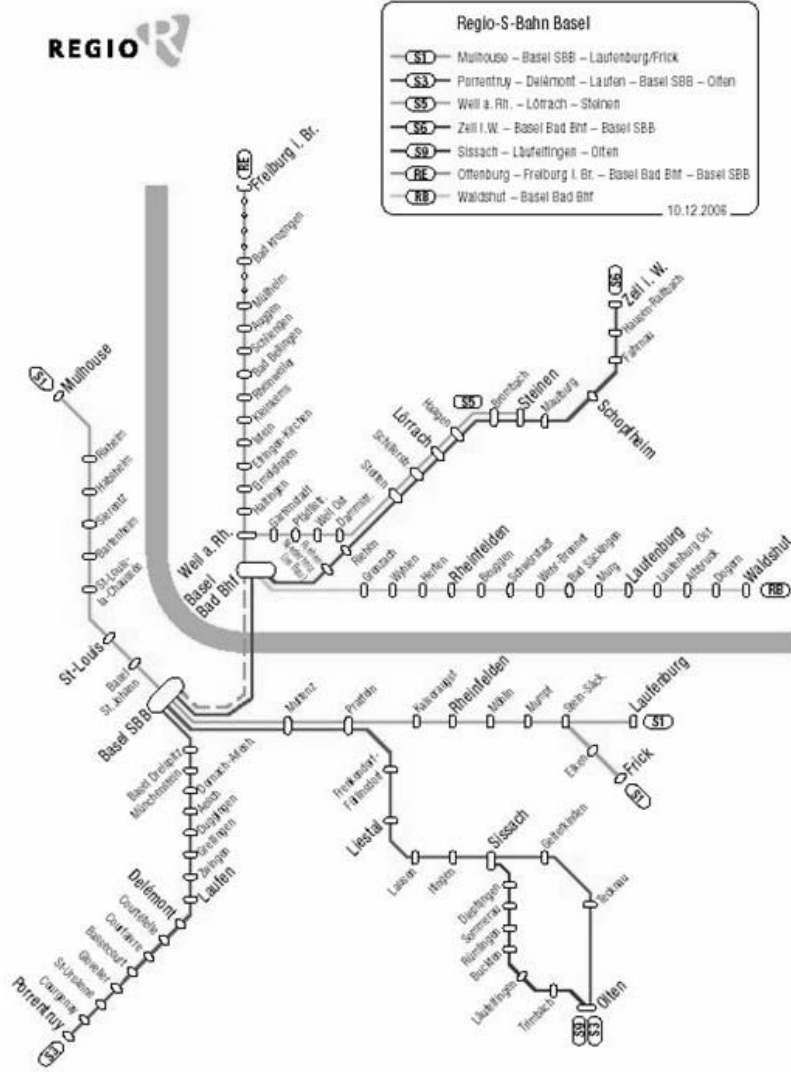 REGIO
Regio-S-Bahn Basel
S1 Mulhouse – Basel SBB – Laufenburg/Frick
S3 Porrentruy – Delémont – Laufen – Basel SBB – Olten
S5 Weil a. Rh. – Lörrach – Steinen
S6 Zell i.W. – Basel Bad Bhf – Basel SBB
S9 Sissach – Läufelfingen – Olten
RE Offenburg – Freiburg i. Br. – Basel Bad Bhf – Basel SBB
RB Waldshut – Basel Bad Bhf
10.12.2006
RE
Freiburg i. Br.
Bad Krozingen
Müllheim
Auggen
Schliengen
Bad Bellingen
Rheinweiler
Kleinkems
Istein
Efringen-Kirchen
Eimeldingen
Haltingen
Weil a. Rh.
Basel
Bad Bhf
S6
Zell i. W.
Hausen-Raitbach
Fahrnau
Schopfheim
Maulburg
Steinen
Brombach
S5
Haagen
Lörrach
Schillerstr.
Stetten
Riehen
Gartenstadt
Pfädlistr.
Weil Ost
Dammstr.
S1
Mulhouse
Rixheim
Habsheim
Sierentz
Bartenheim
St-Louis-
la-Chaussée
St-Louis
Basel
St. Johann
Basel SBB
Grenzach
Wyhlen
Herten
Rheinfelden
Beuggen
Schwörstadt
Wehr-Brennet
Bad Säckingen
Murg
Laufenburg
Laufenburg Ost
Albbruck
Dogern
Waldshut
RB
Muttenz
Pratteln
Kaiseraugst
Rheinfelden
Möhlin
Mumpf
Stein-Säck.
Laufenburg
S1
Eiken
Frick
S1
Basel Dreispitz
Münchenstein
Dornach-Arlesh.
Aesch
Duggingen
Grellingen
Zwingen
Laufen
Delémont
Courtételle
Courfaivre
Bassecourt
Glovelier
St-Ursanne
Courgenay
Porrentruy
S3
Frenkendorf-
Füllinsdorf
Liestal
Lausen
Itingen
Sissach
Gelterkinden
Tecknau
Diepflingen
Sommerau
Rümlingen
Buckten
Läufelfingen
Trimbach
Olten
S9
S3